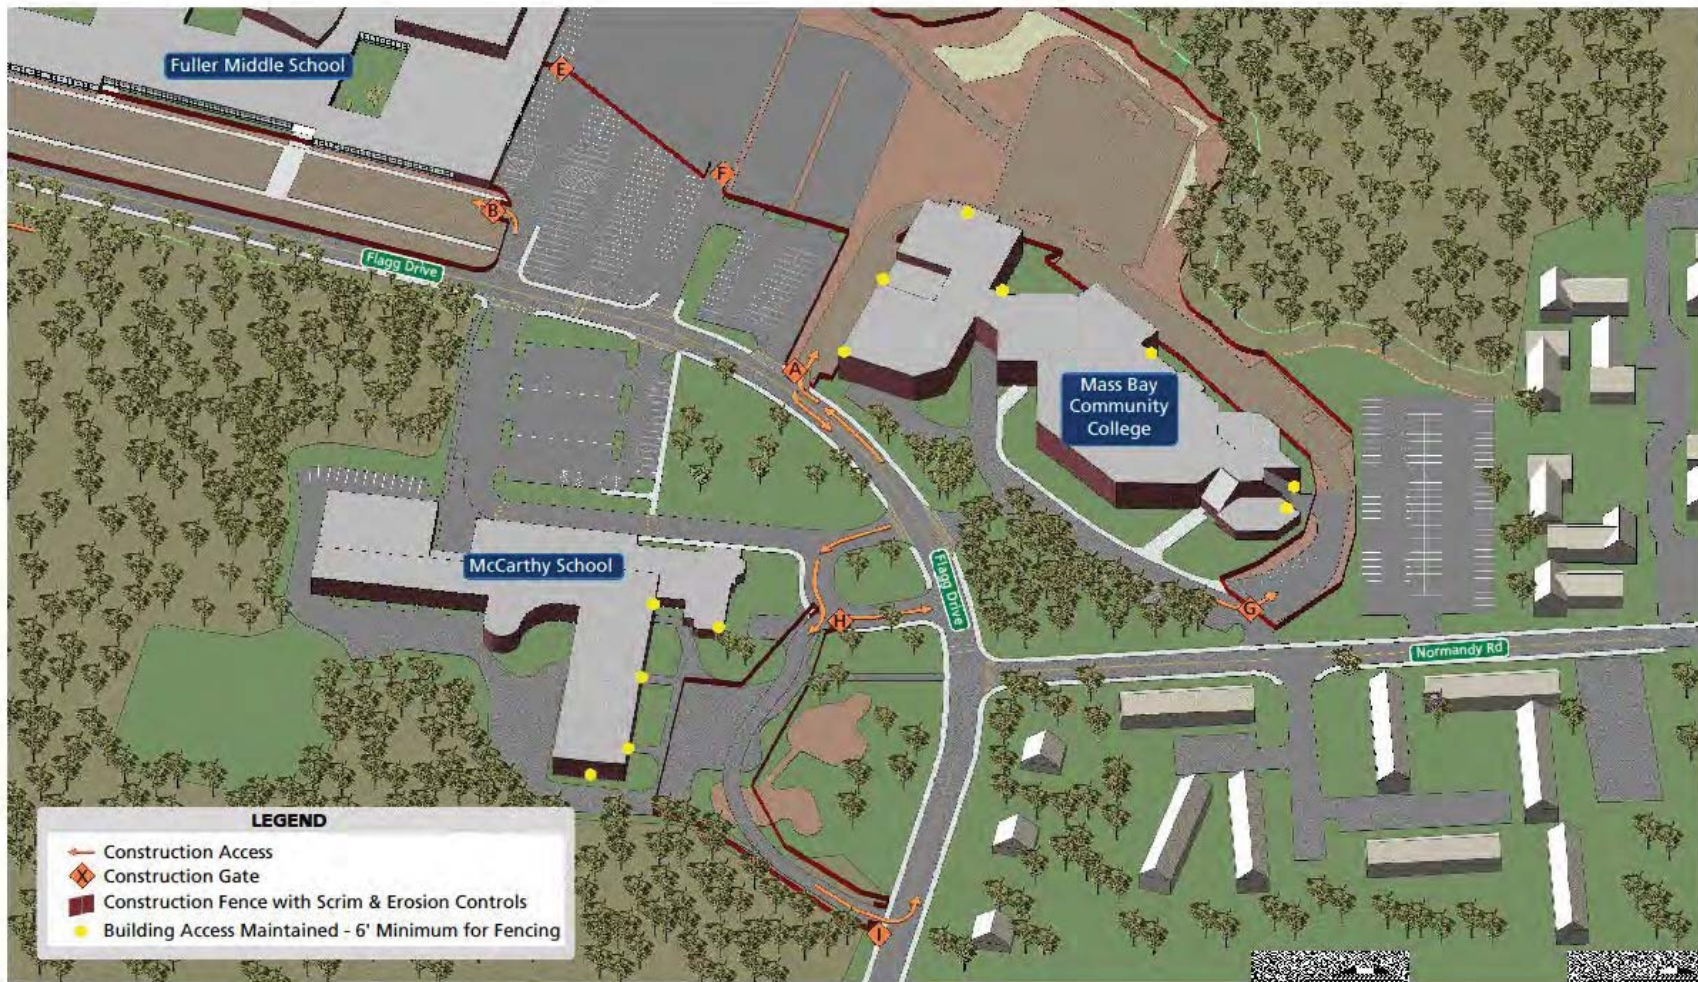 Fuller Middle School
E
F
B
Flagg Drive
A
Mass Bay
Community
College
McCarthy School
H
Flagg Drive
G
Normandy Rd
I
LEGEND
Construction Access
X Construction Gate
Construction Fence with Scrim & Erosion Controls
Building Access Maintained - 6' Minimum for Fencing